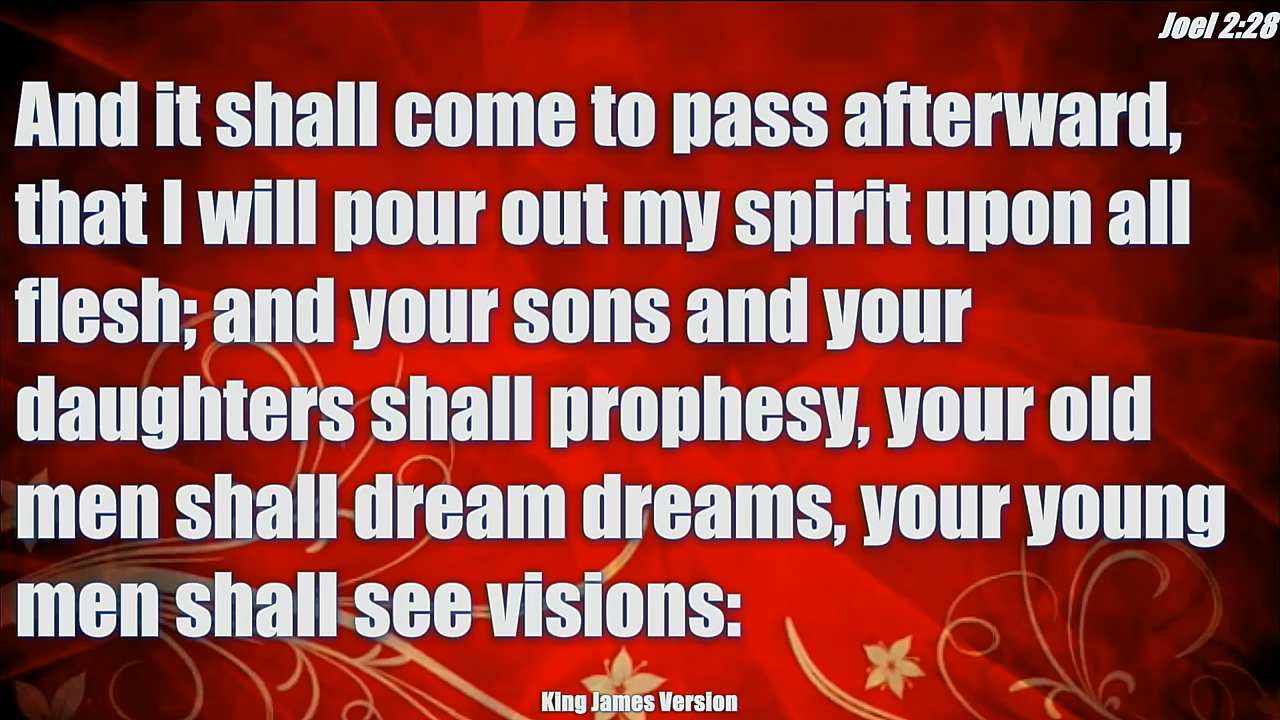 Joel 2:28
And it shall come to pass afterward,
that I will pour out my spirit upon all
flesh; and your sons and your
daughters shall prophesy, your old
men shall dream dreams, your young
men shall see visions:
King James Version